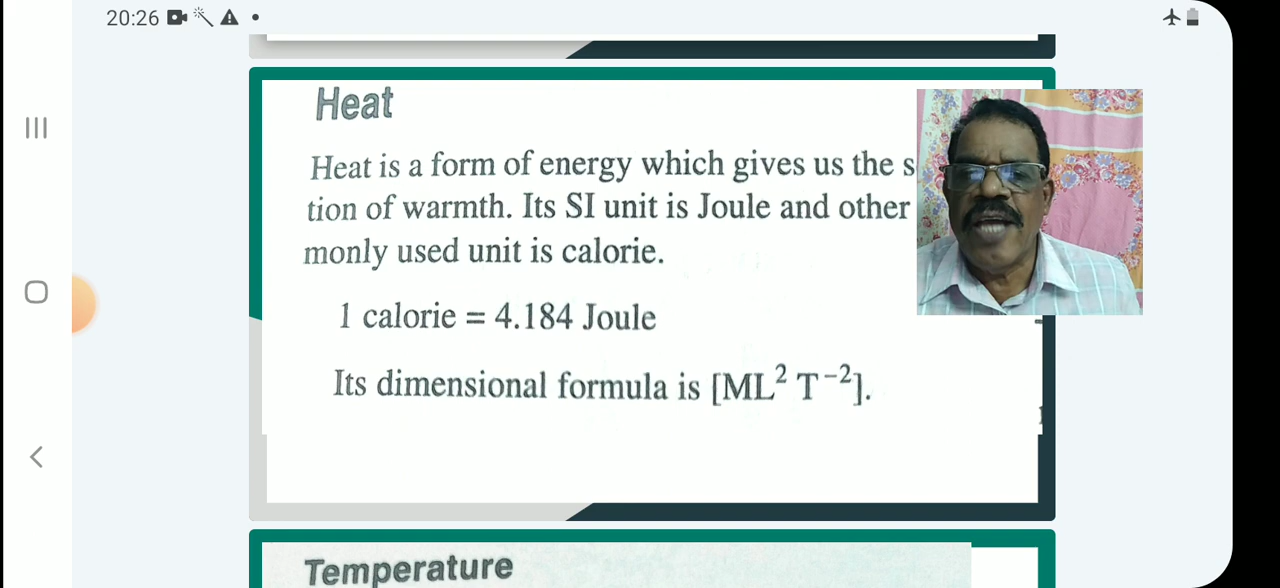 20:26
Heat
Heat is a form of energy which gives us the s
tion of warmth. Its SI unit is Joule and other
monly used unit is calorie.
1 calorie = 4.184 Joule
Its dimensional formula is [ML² T⁻²].
Temperature